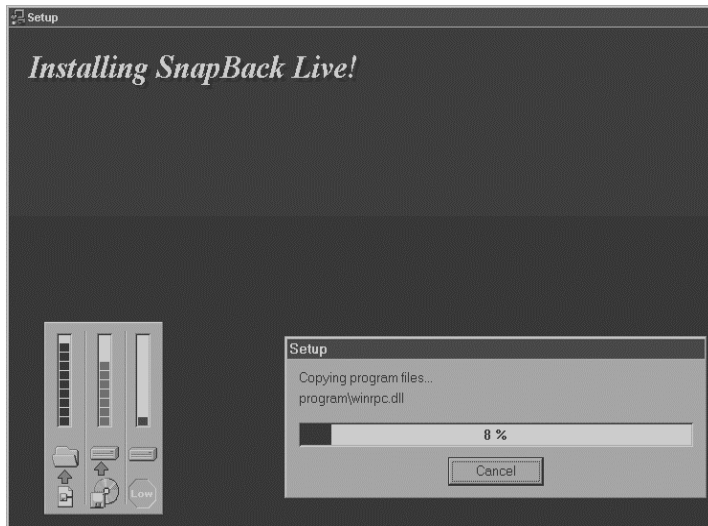 Setup
Installing SnapBack Live!
Setup
Copying program files...
program\winrpc.dll
8 %
Cancel
Low